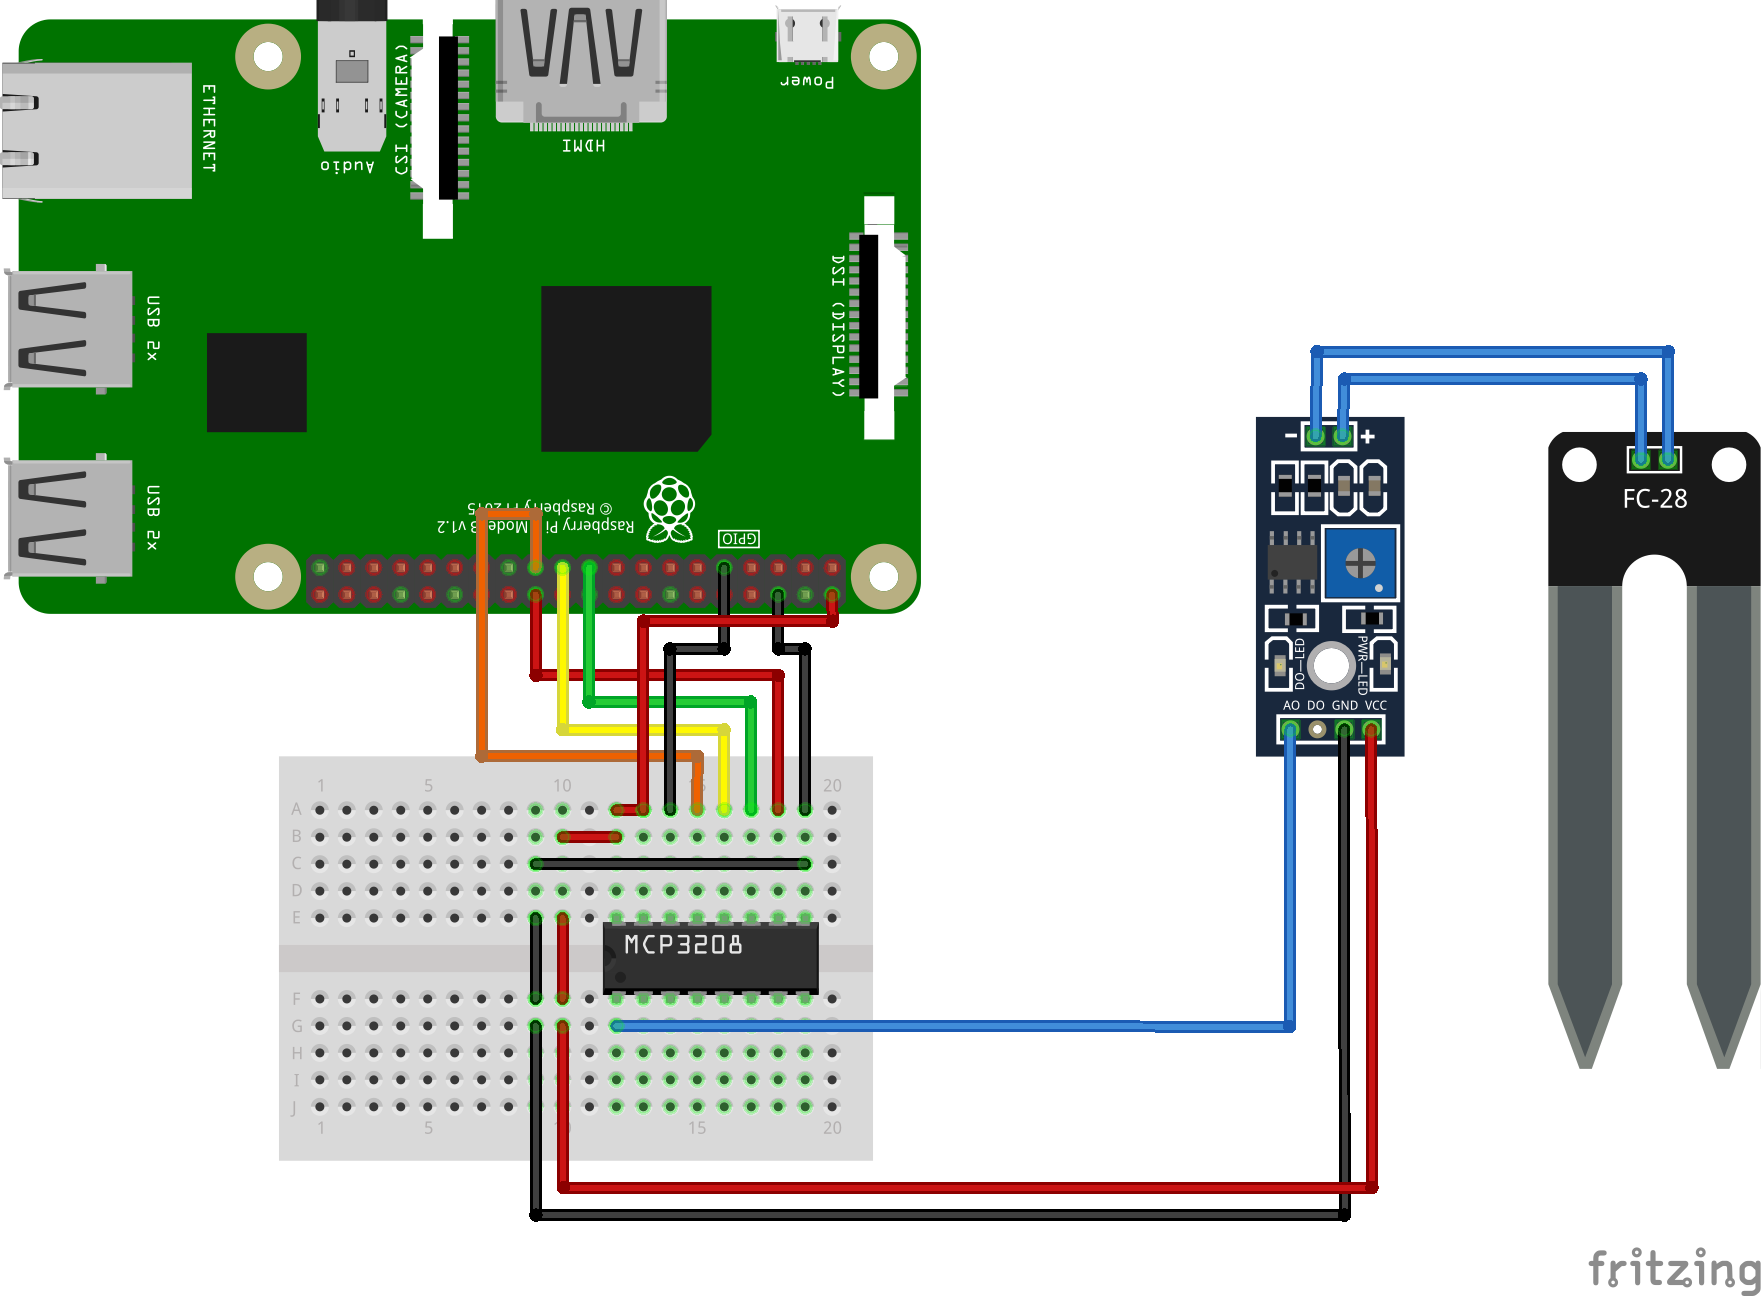 ETHERNET
Audio
CSI (CAMERA)
HDMI
Power
USB 2x
USB 2x
DSI (DISPLAY)
GPIO
Raspberry Pi Model 3 v1.2
© Raspberry Pi 2015
1 5 10 15 20
A
B
C
D
E
MCP3208
F
G
H
I
J
1 5 10 15 20
- +
DO-LED
PWR-LED
AO DO GND VCC
FC-28
fritzing